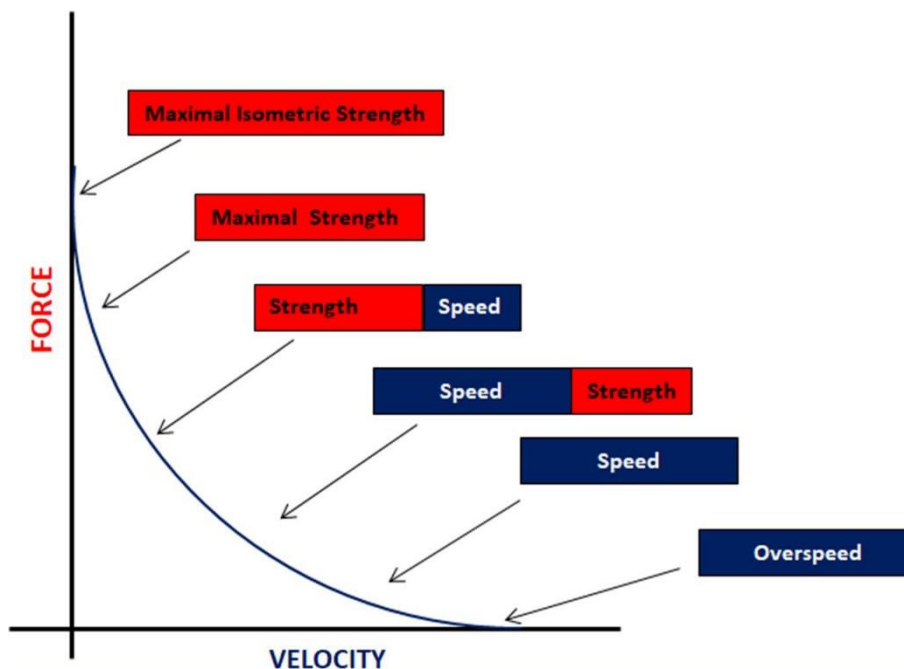 Maximal Isometric Strength
Maximal Strength
FORCE
Strength Speed
Speed Strength
Speed
Overspeed
VELOCITY